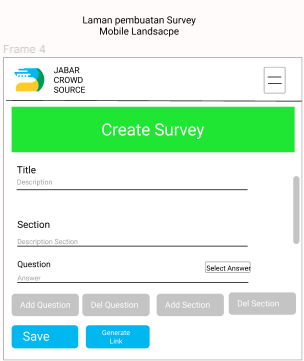 Laman pembuatan Survey
Mobile Landsacpe
Frame 4
JABAR
CROWD
SOURCE
Create Survey
Title
Description
Section
Description Section
Question
Select Answer
Answer
Add Question
Del Question
Add Section
Del Section
Save
Generate
Link